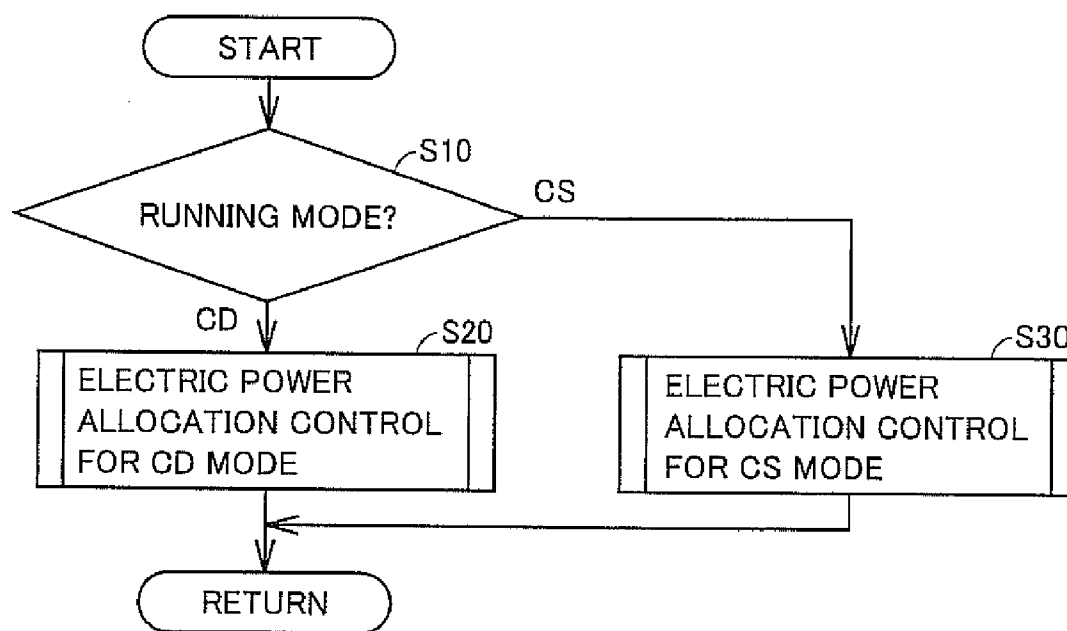 START
S10
RUNNING MODE?
CS
CD
S20
ELECTRIC POWER
ALLOCATION CONTROL
FOR CD MODE
S30
ELECTRIC POWER
ALLOCATION CONTROL
FOR CS MODE
RETURN